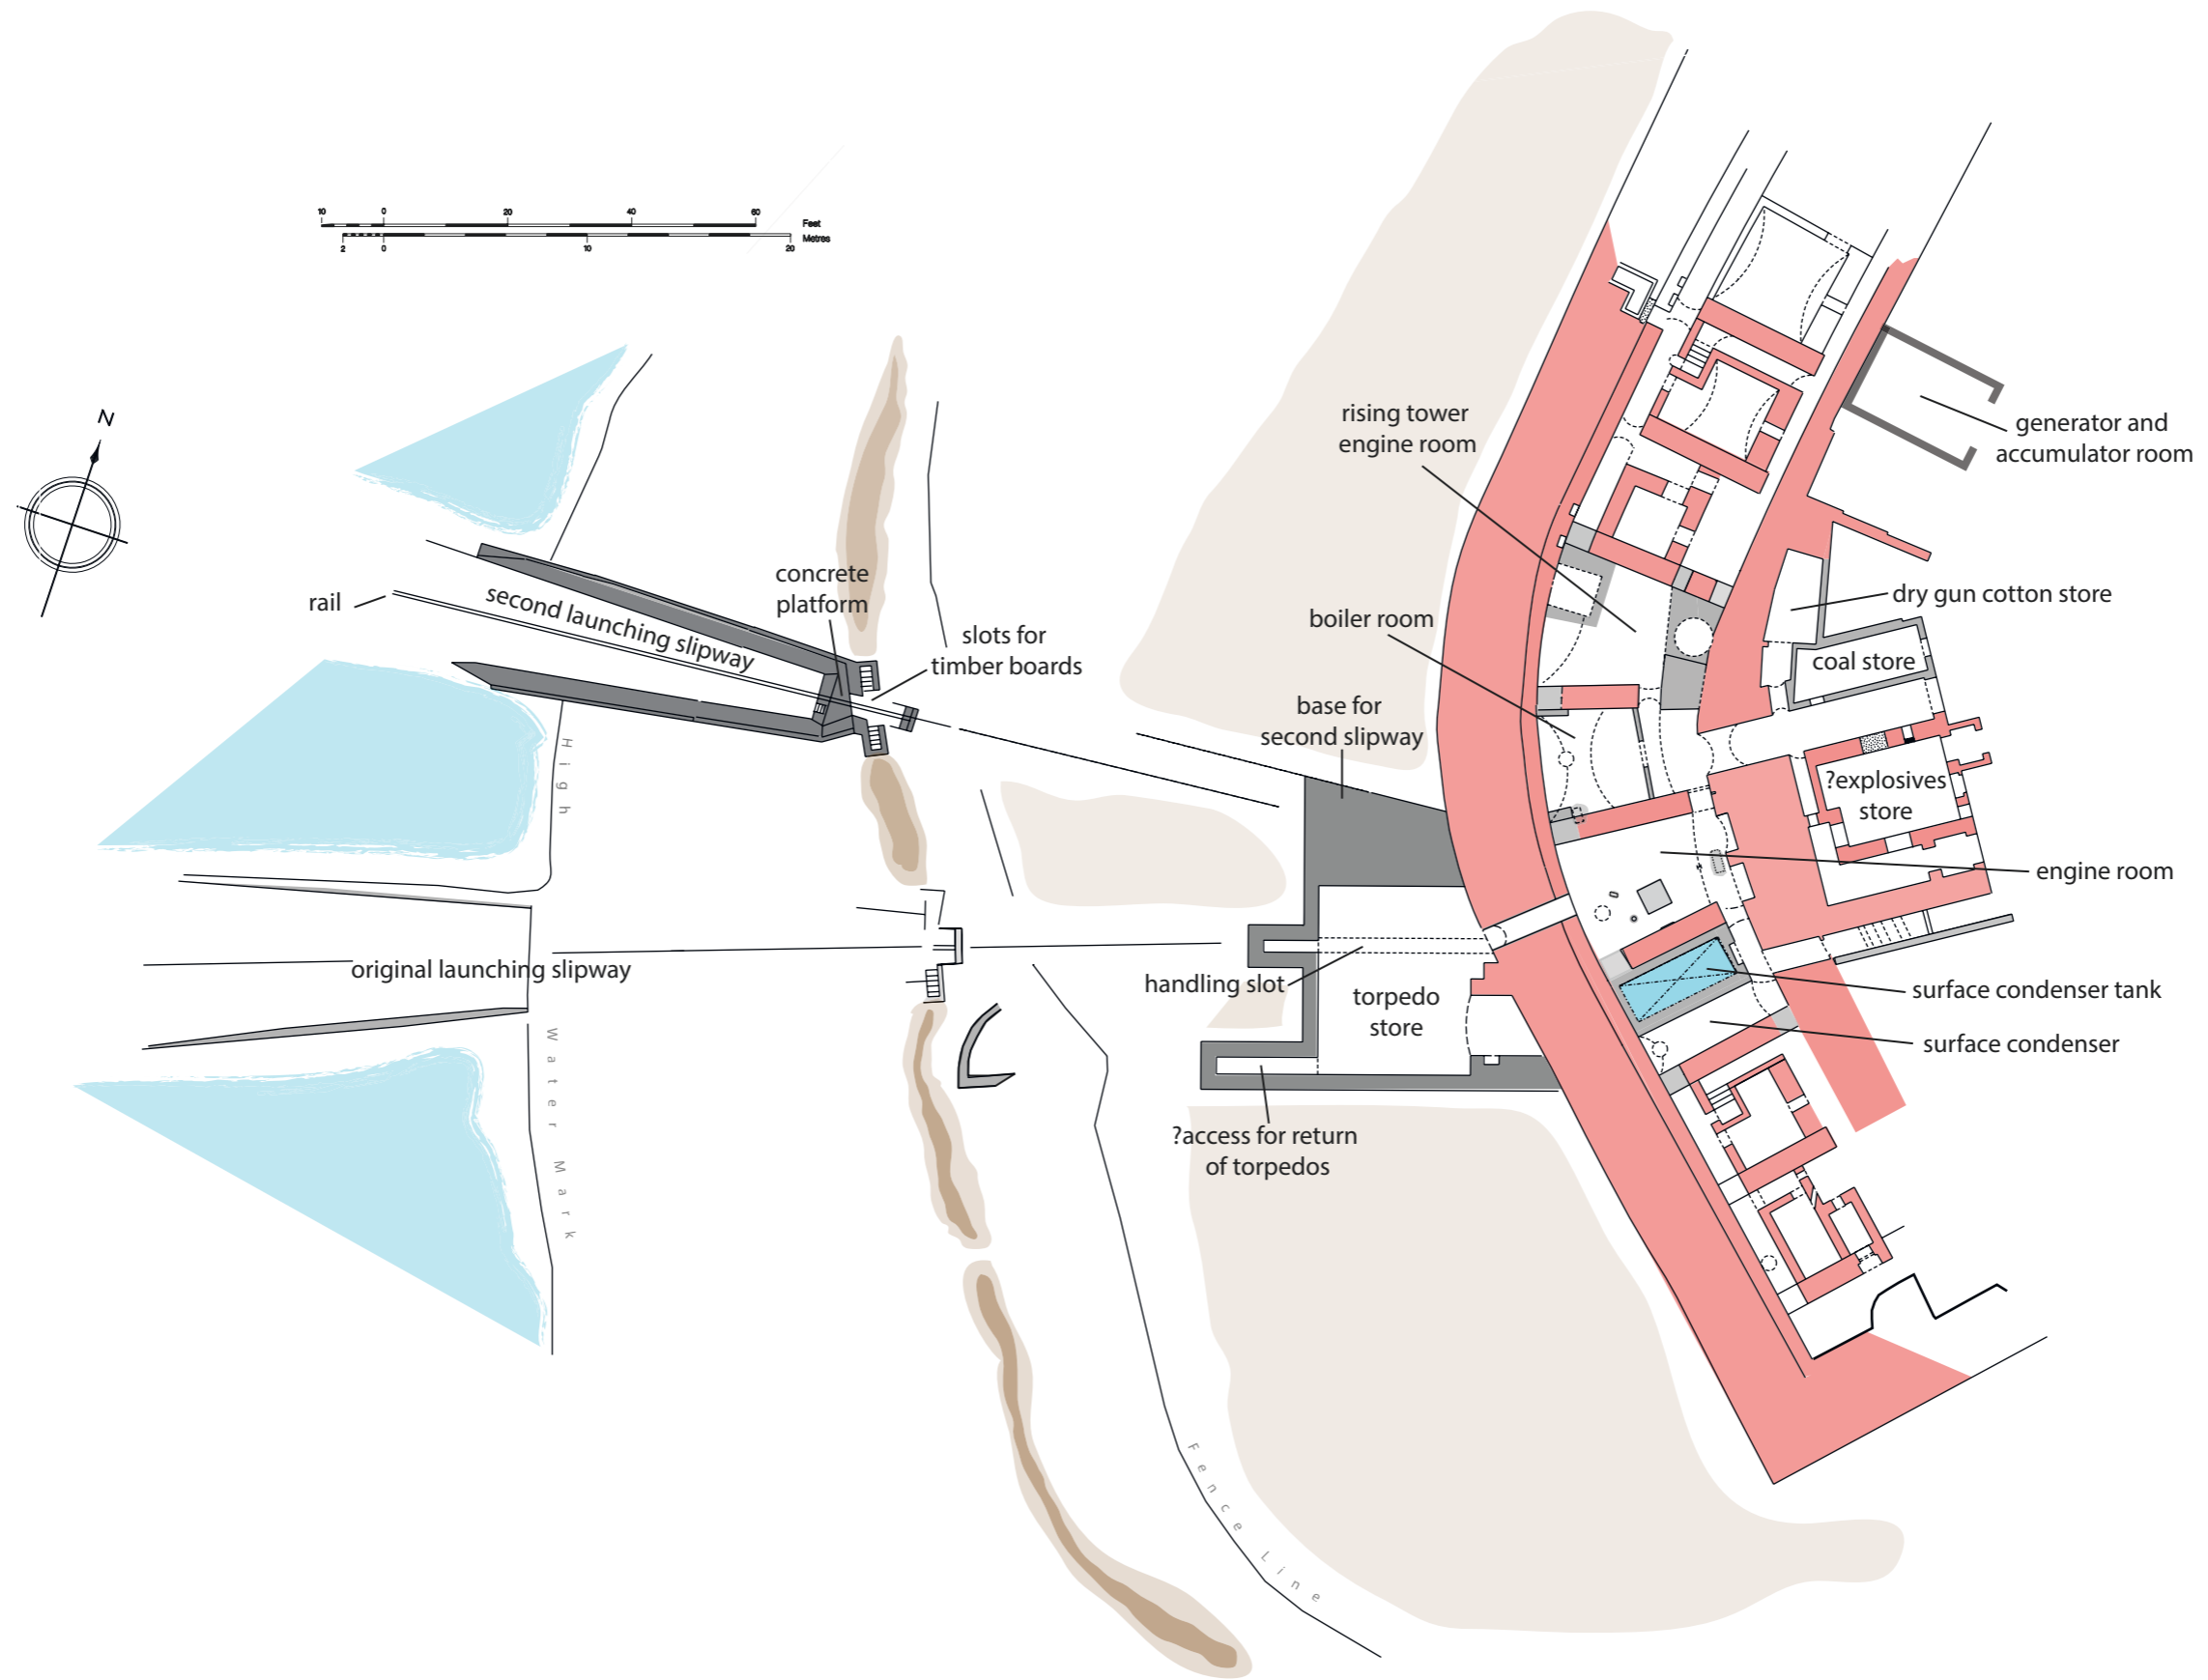 10 0 20 40 60
Feet
Metres
2 0 10 20
N
rising tower
engine room
generator and
accumulator room
concrete
platform
rail
second launching slipway
slots for
timber boards
boiler room
dry gun cotton store
coal store
base for
second slipway
?explosives
store
High
engine room
original launching slipway
handling slot
torpedo
store
surface condenser tank
surface condenser
Water Mark
?access for return
of torpedos
Fence Line